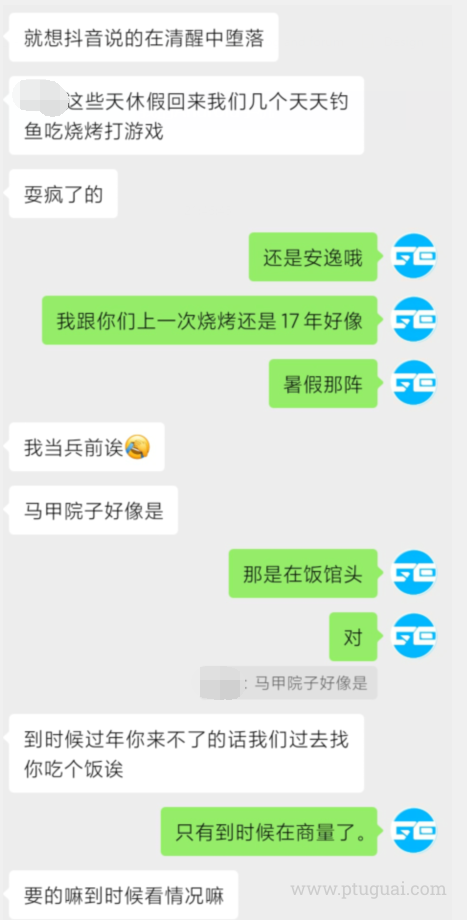 就想抖音说的在清醒中堕落
这些天休假回来我们几个天天钓
鱼吃烧烤打游戏
耍疯了的
还是安逸哦
我跟你们上一次烧烤还是17年好像
暑假那阵
我当兵前诶
马甲院子好像是
那是在饭馆头
对
: 马甲院子好像是
到时候过年你来不了的话我们过去找
你吃个饭诶
只有到时候在商量了。
要的嘛到时候看情况嘛
www.ptuguai.com